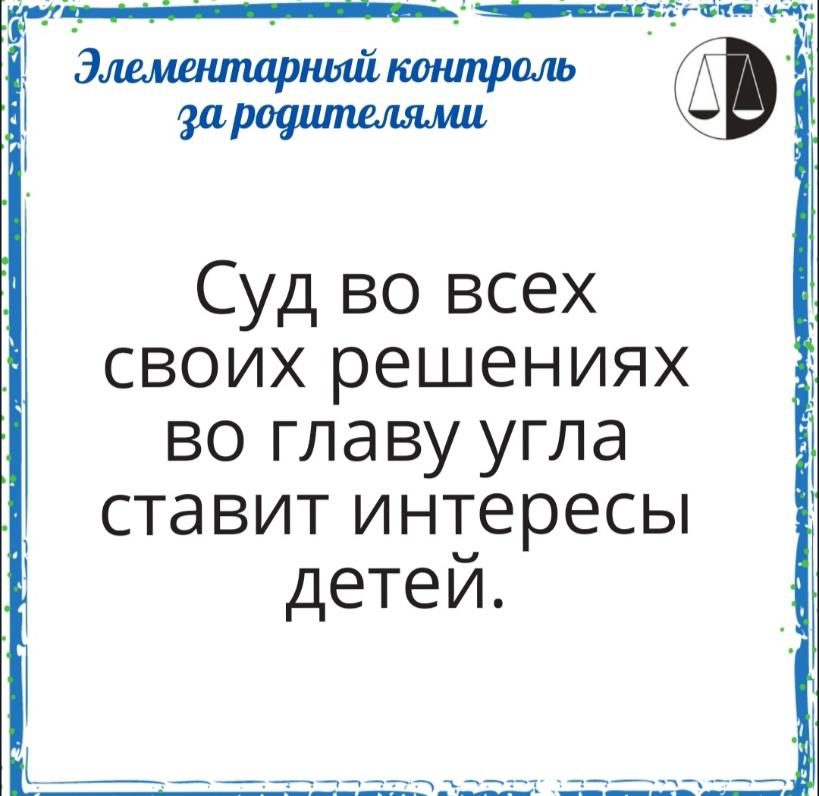 Элементарный контроль
за родителями
Суд во всех
своих решениях
во главу угла
ставит интересы
детей.